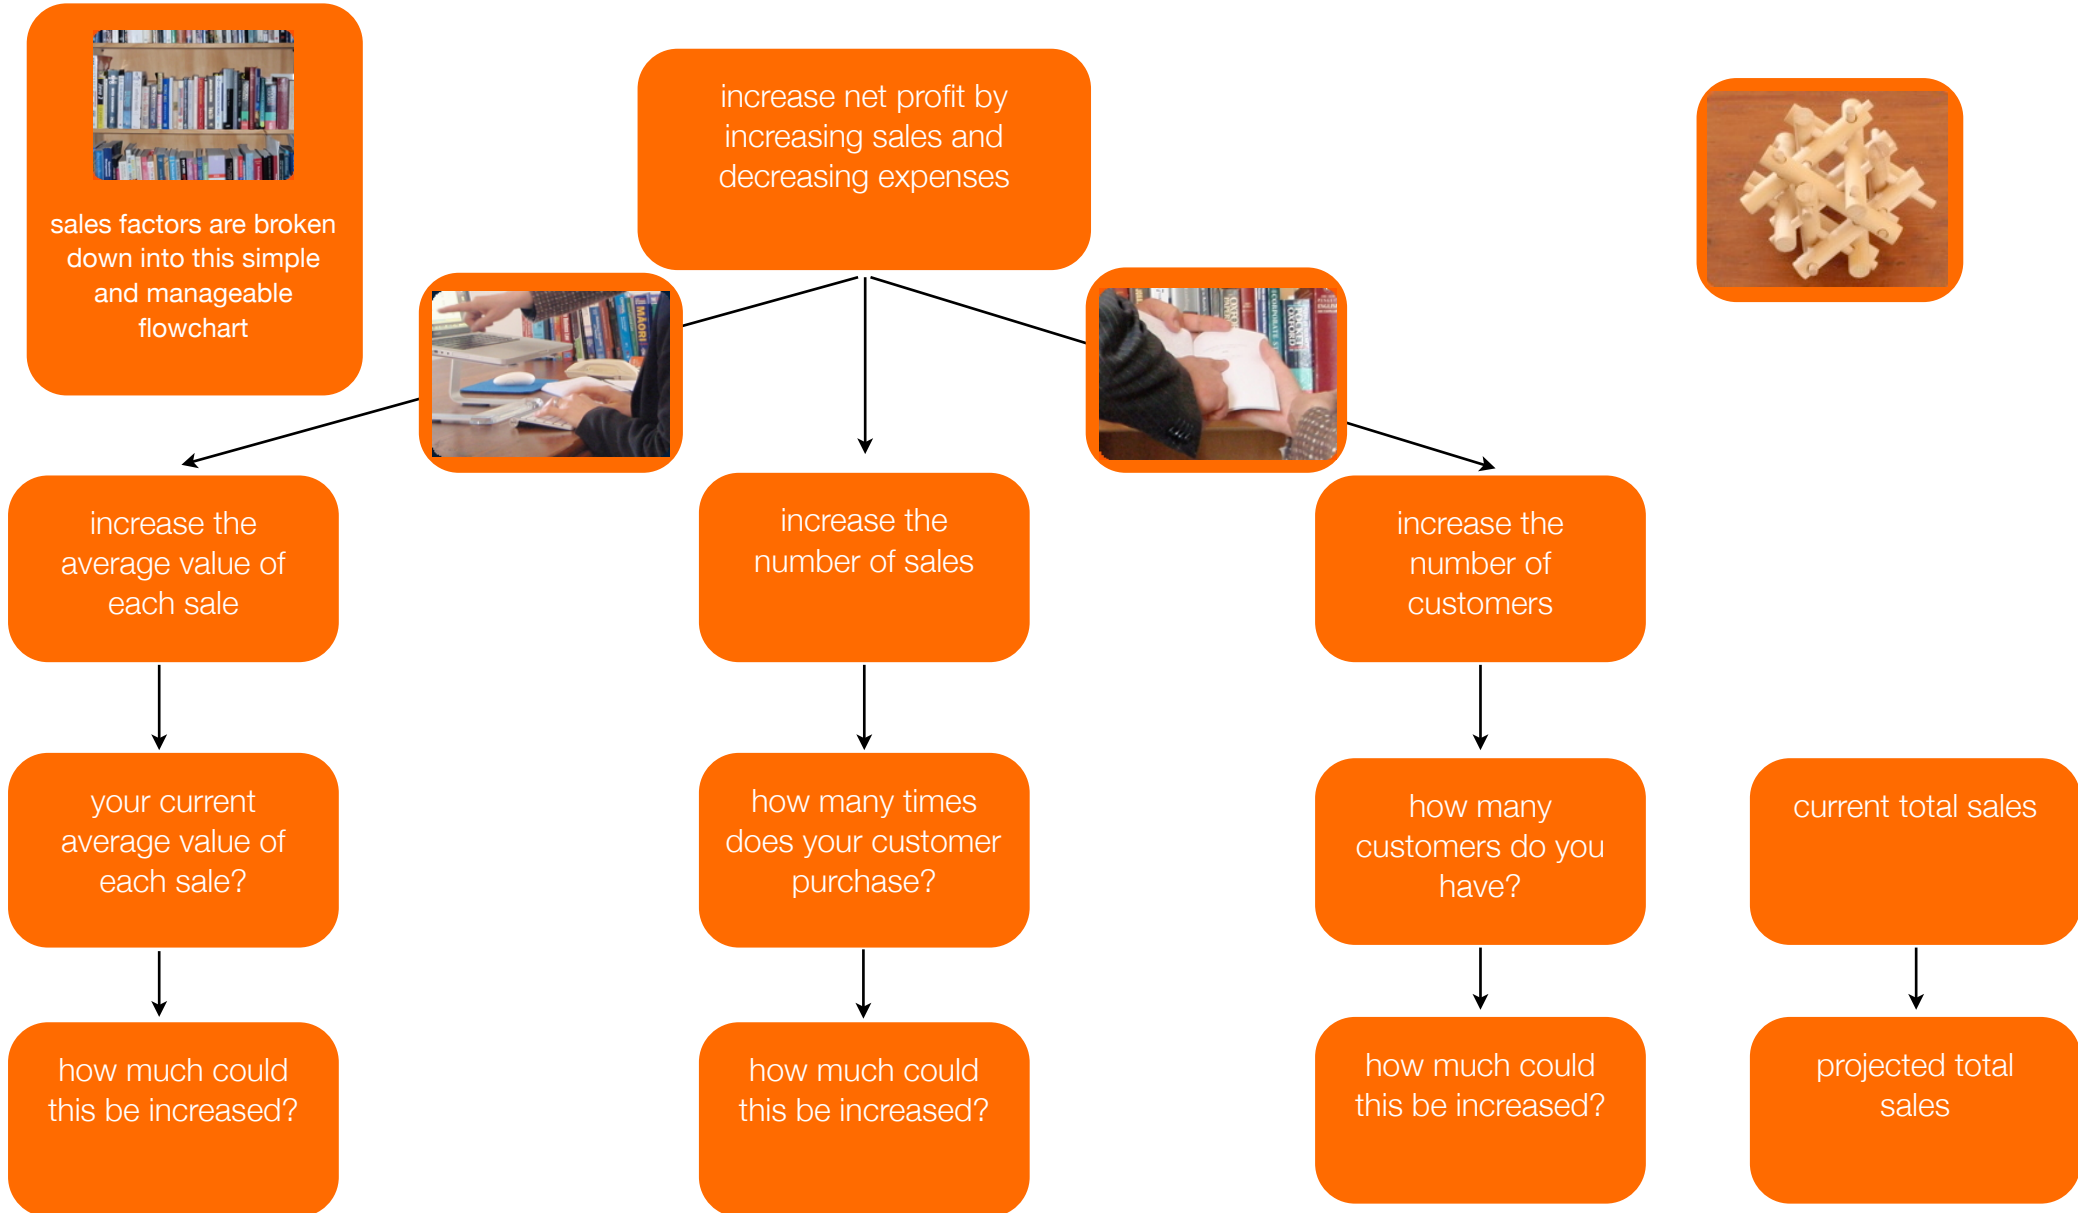 sales factors are broken
down into this simple
and manageable
flowchart
increase net profit by
increasing sales and
decreasing expenses
MĀORI
OXFORD
CORPORATE
OXFORD
increase the
average value of
each sale
increase the
number of sales
increase the
number of
customers
your current
average value of
each sale?
how many times
does your customer
purchase?
how many
customers do you
have?
current total sales
how much could
this be increased?
how much could
this be increased?
how much could
this be increased?
projected total
sales